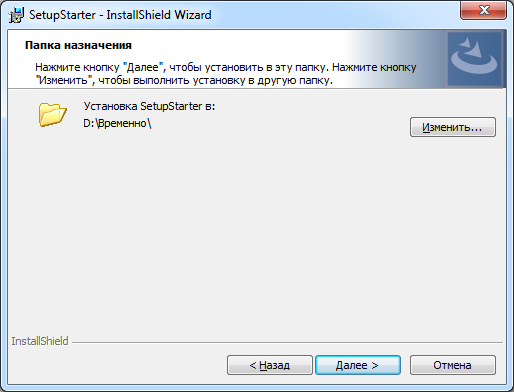 SetupStarter - InstallShield Wizard
Папка назначения
Нажмите кнопку "Далее", чтобы установить в эту папку. Нажмите кнопку
"Изменить", чтобы выполнить установку в другую папку.
Установка SetupStarter в:
D:\Временно\
Изменить...
InstallShield
< Назад
Далее >
Отмена